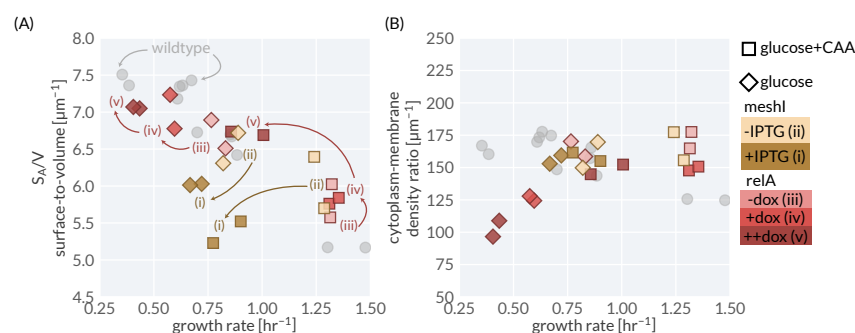 (A)
8.0
7.5
7.0
6.5
6.0
5.5
5.0
4.5
0.25
0.50
0.75
1.00
1.25
1.50
S_A/V
surface-to-volume [μm⁻¹]
growth rate [hr⁻¹]
wildtype
(v)
(iv)
(iii)
(v)
(ii)
(i)
(ii)
(i)
(iv)
(iii)
(B)
250
225
200
175
150
125
100
75
50
0.25
0.50
0.75
1.00
1.25
1.50
cytoplasm-membrane
density ratio [μm⁻¹]
growth rate [hr⁻¹]
glucose+CAA
glucose
meshI
-IPTG (ii)
+IPTG (i)
relA
-dox (iii)
+dox (iv)
++dox (v)